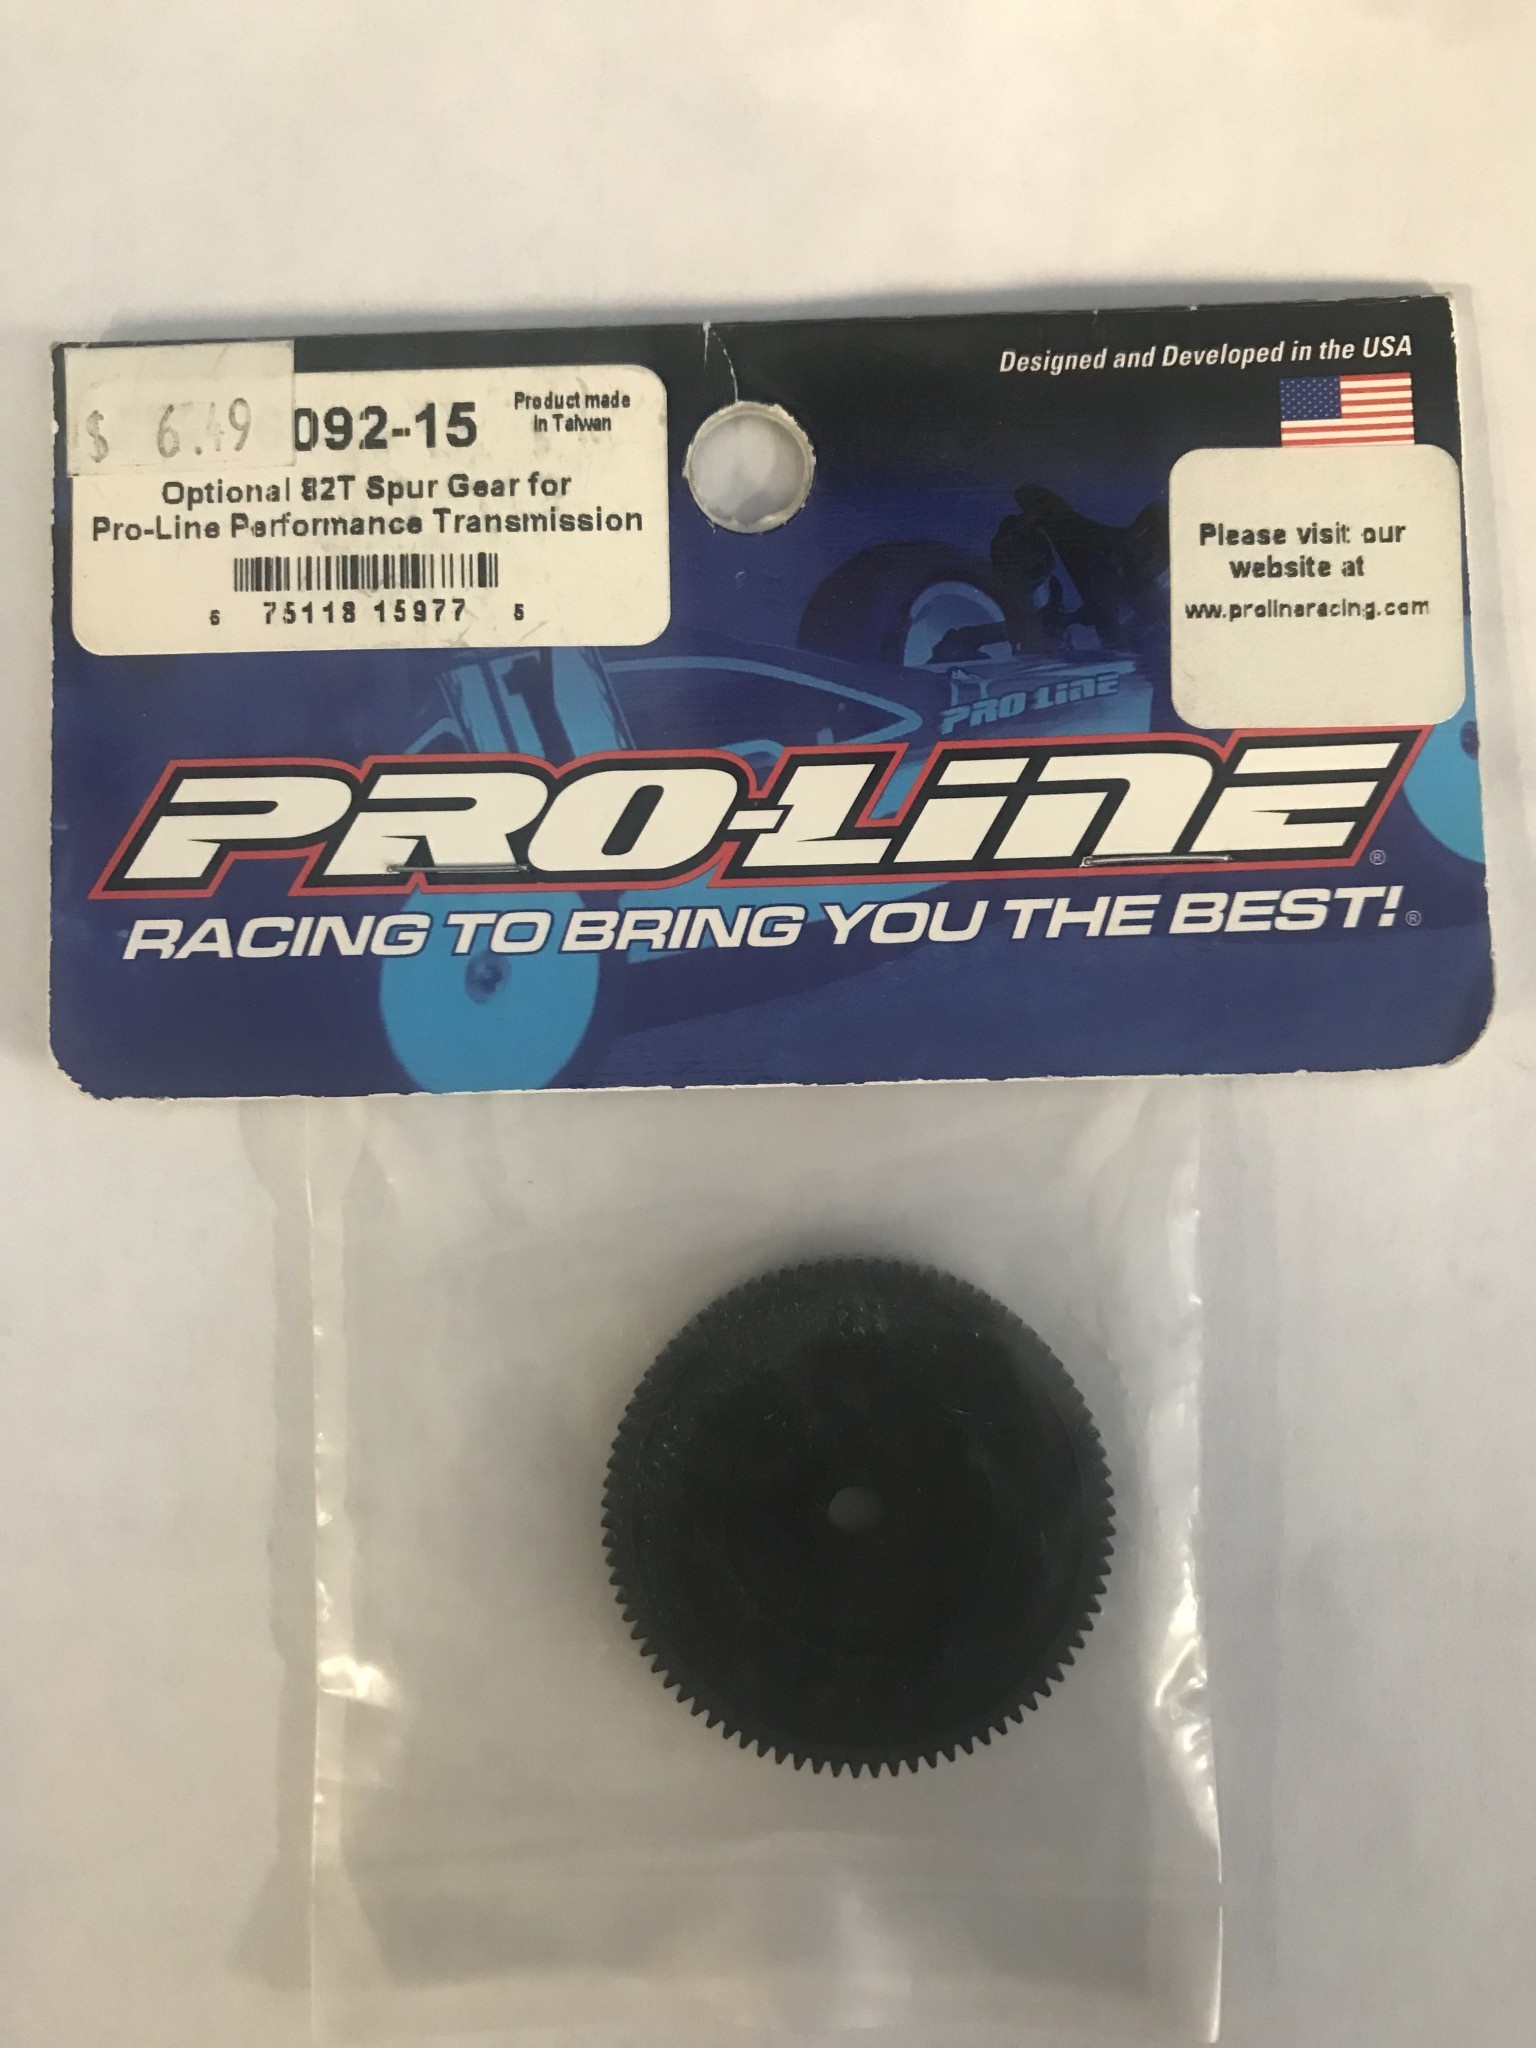 Designed and Developed in the USA
$ 6.49
092-15
Product made
in Taiwan
Optional 82T Spur Gear for
Pro-Line Performance Transmission
6 75118 15977 5
Please visit our
website at
ww.prolineracing.com
PRO-LINE
PRO-LINE ®
RACING TO BRING YOU THE BEST! ®